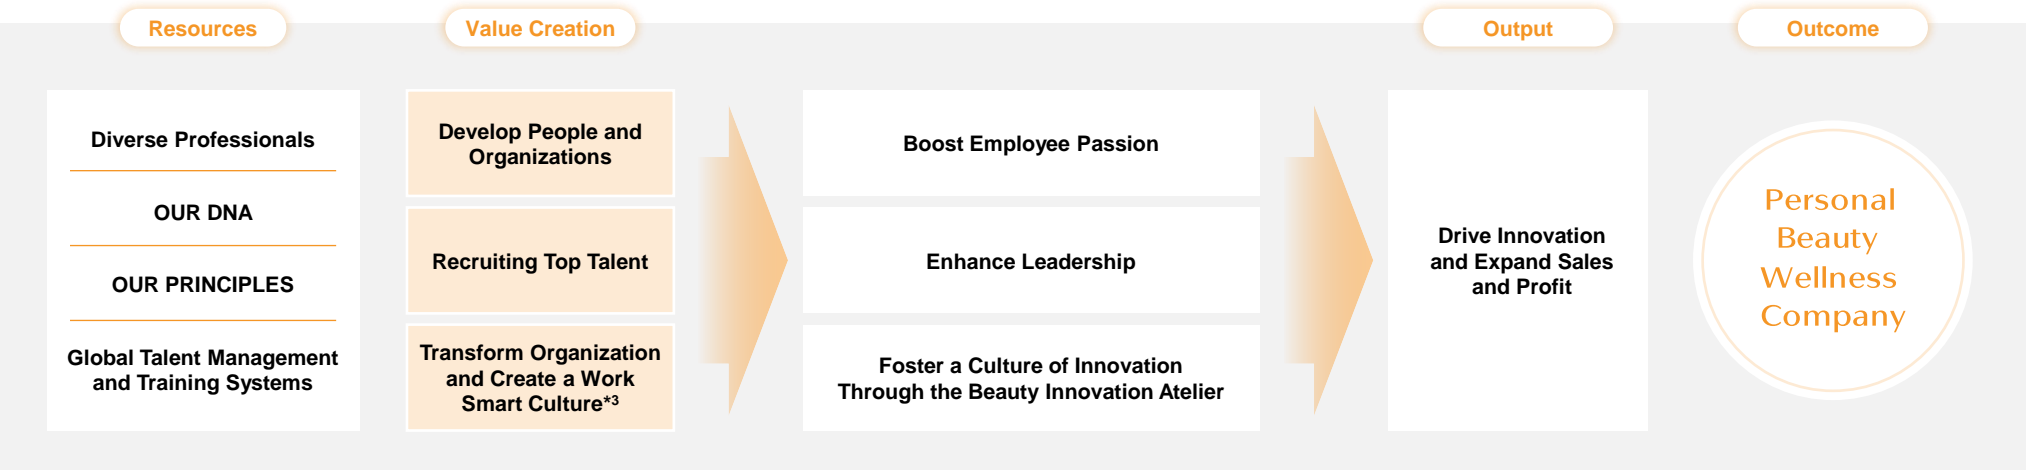 Resources
Value Creation
Output
Outcome
Diverse Professionals
OUR DNA
OUR PRINCIPLES
Global Talent Management
and Training Systems
Develop People and
Organizations
Recruiting Top Talent
Transform Organization
and Create a Work
Smart Culture*3
Boost Employee Passion
Enhance Leadership
Foster a Culture of Innovation
Through the Beauty Innovation Atelier
Drive Innovation
and Expand Sales
and Profit
Personal
Beauty
Wellness
Company